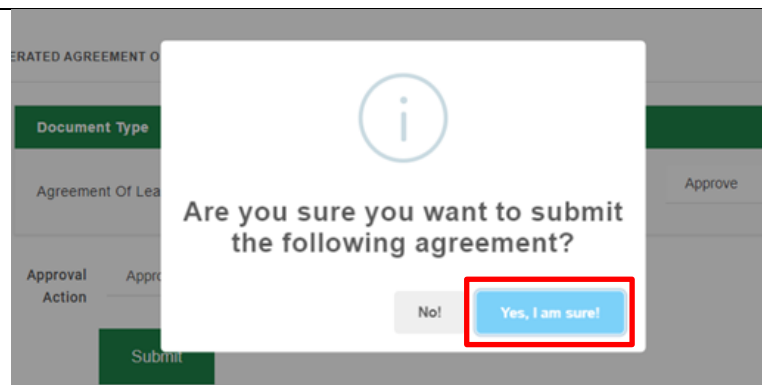 ERATED AGREEMENT O
Document Type
Agreement Of Lea
Approve
i
Are you sure you want to submit
the following agreement?
Approval
Action
Appro
No!
Yes, I am sure!
Submit